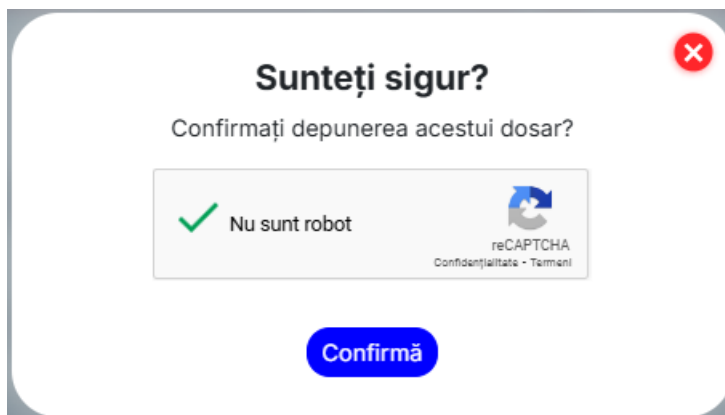 Sunteți sigur?
Confirmați depunerea acestui dosar?
Nu sunt robot
reCAPTCHA
Confidențialitate - Termeni
Confirmă